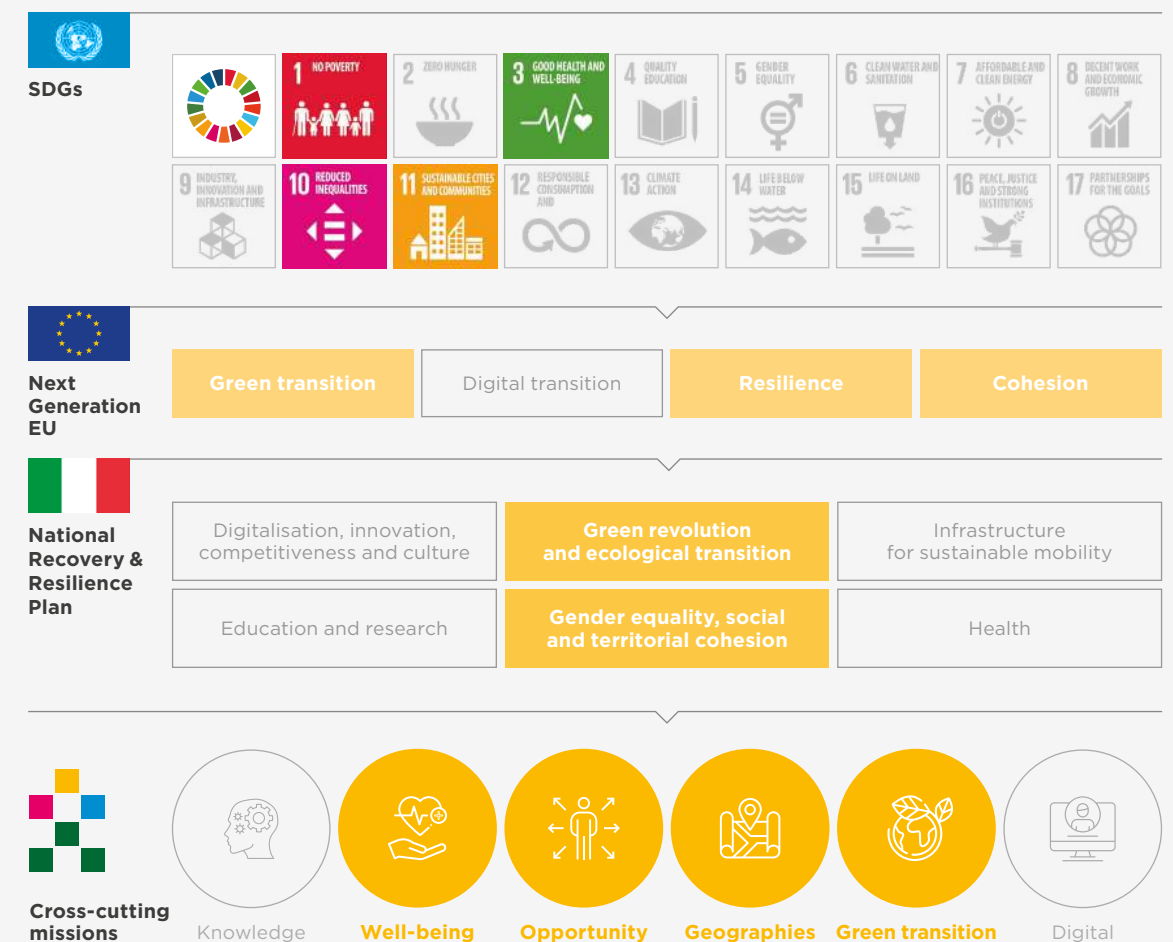 SDGs
1 NO POVERTY
2 ZERO HUNGER
3 GOOD HEALTH AND
WELL-BEING
4 QUALITY
EDUCATION
5 GENDER
EQUALITY
6 CLEAN WATER AND
SANITATION
7 AFFORDABLE AND
CLEAN ENERGY
8 DECENT WORK
AND ECONOMIC
GROWTH
9 INDUSTRY,
INNOVATION AND
INFRASTRUCTURE
10 REDUCED
INEQUALITIES
11 SUSTAINABLE CITIES
AND COMMUNITIES
12 RESPONSIBLE
CONSUMPTION
AND
13 CLIMATE
ACTION
14 LIFE BELOW
WATER
15 LIFE ON LAND
16 PEACE, JUSTICE
AND STRONG
INSTITUTIONS
17 PARTNERSHIPS
FOR THE GOALS
Next
Generation
EU
Green transition
Digital transition
Resilience
Cohesion
National
Recovery &
Resilience
Plan
Digitalisation, innovation,
competitiveness and culture
Green revolution
and ecological transition
Infrastructure
for sustainable mobility
Education and research
Gender equality, social
and territorial cohesion
Health
Cross-cutting
missions
Knowledge
Well-being
Opportunity
Geographies
Green transition
Digital